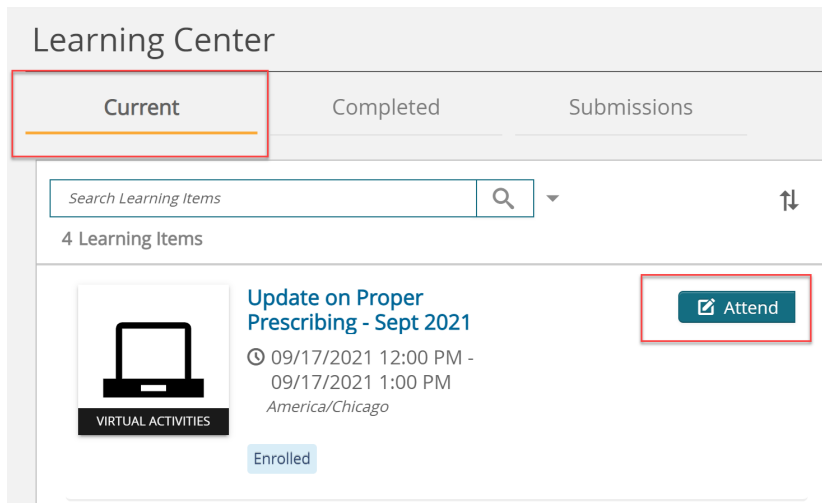 Learning Center
Current Completed Submissions
Search Learning Items
4 Learning Items
Update on Proper
Prescribing - Sept 2021
Attend
09/17/2021 12:00 PM -
09/17/2021 1:00 PM
America/Chicago
VIRTUAL ACTIVITIES
Enrolled